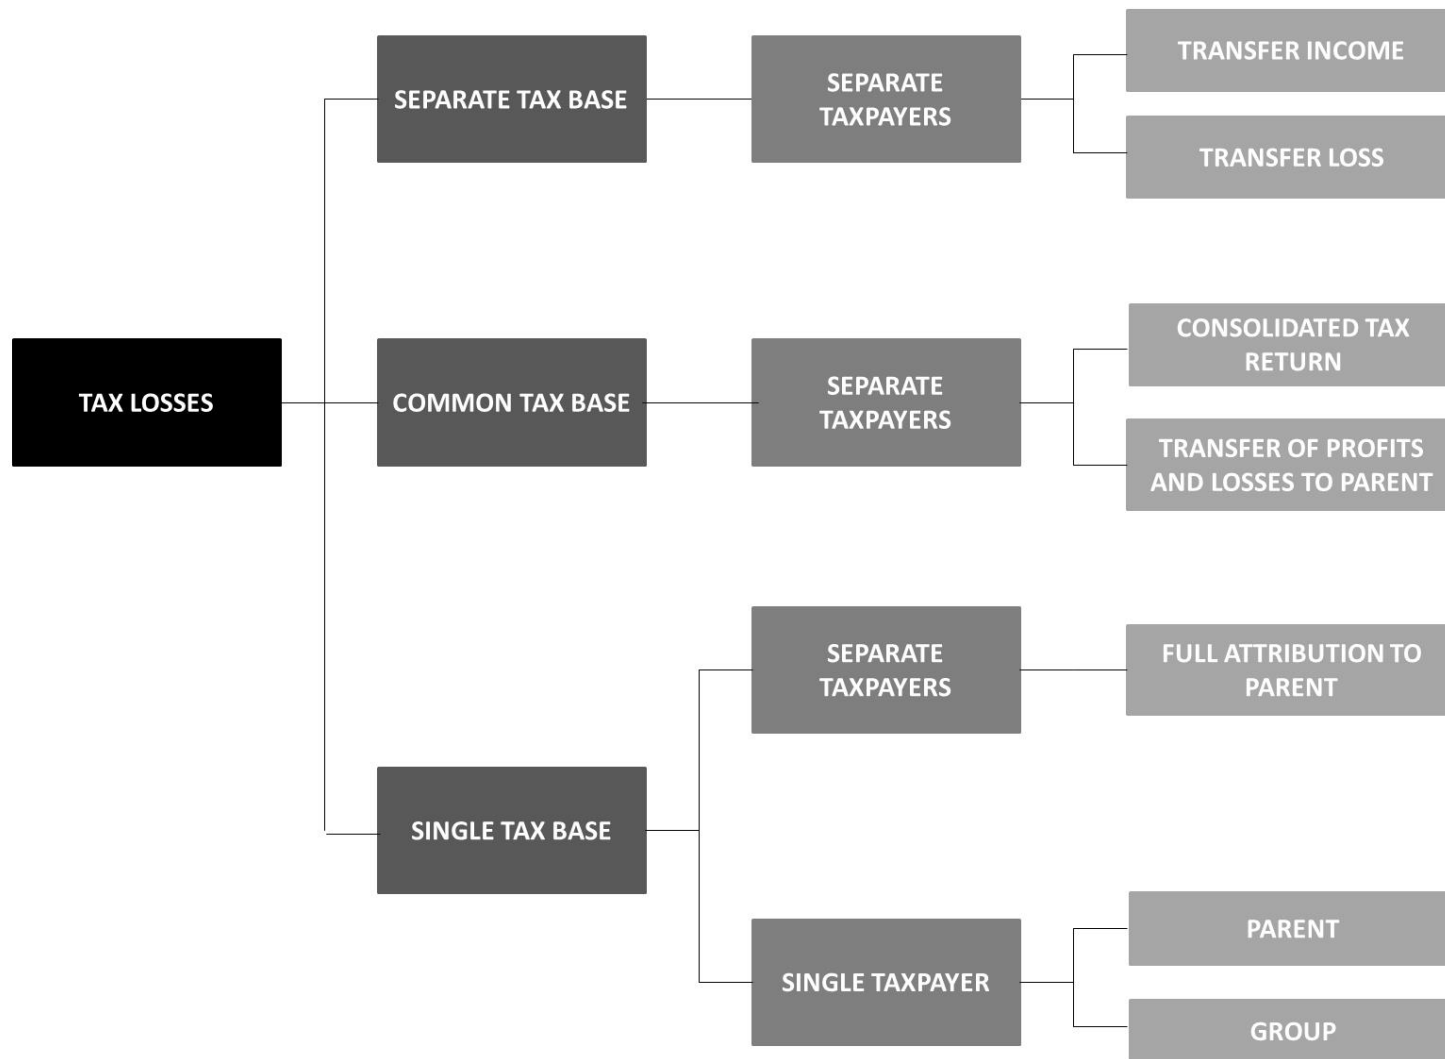 TRANSFER INCOME
SEPARATE TAX BASE
SEPARATE
TAXPAYERS
TRANSFER LOSS
CONSOLIDATED TAX
RETURN
TAX LOSSES
COMMON TAX BASE
SEPARATE
TAXPAYERS
TRANSFER OF PROFITS
AND LOSSES TO PARENT
SEPARATE
TAXPAYERS
FULL ATTRIBUTION TO
PARENT
SINGLE TAX BASE
PARENT
SINGLE TAXPAYER
GROUP